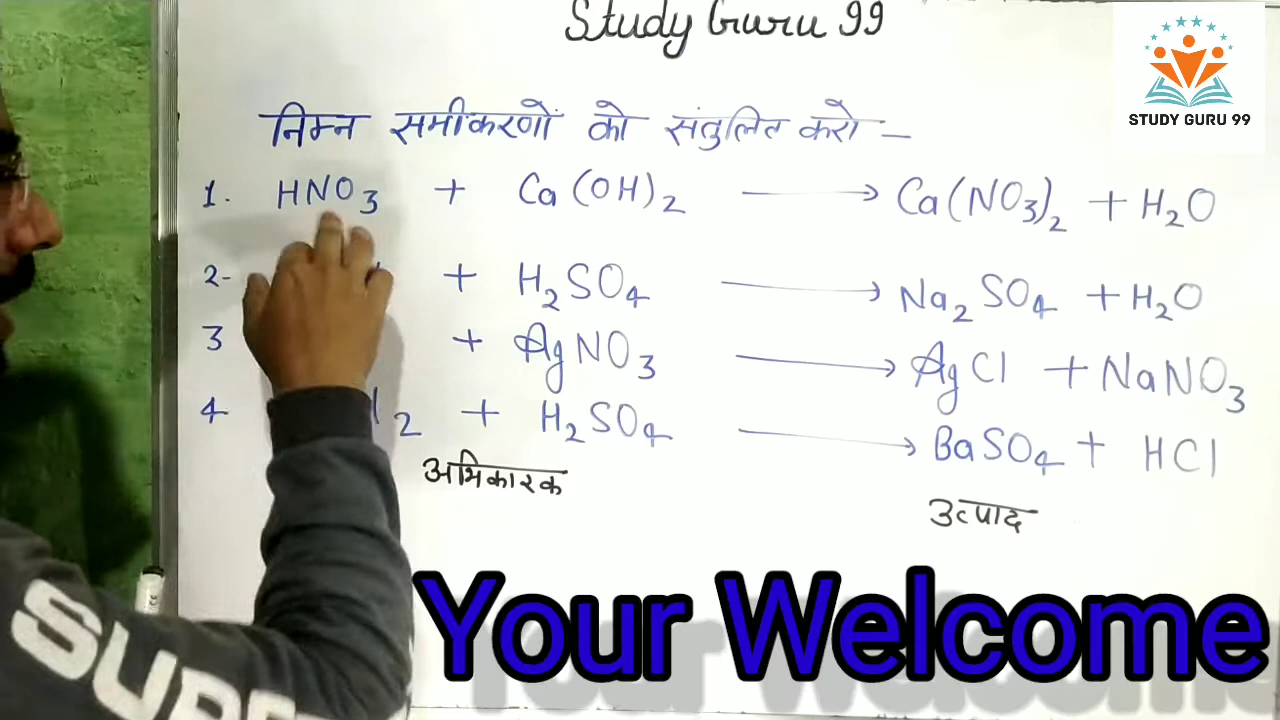 Study Guru 99
STUDY GURU 99
निम्न समीकरणों को संतुलित करो –
1. HNO₃ + Ca(OH)₂ ⟶ Ca(NO₃)₂ + H₂O
2- + H₂SO₄ ⟶ Na₂SO₄ + H₂O
3 + AgNO₃ ⟶ AgCl + NaNO₃
4 ₂ + H₂SO₄ ⟶ BaSO₄ + HCl
अभिकारक
उत्पाद
Your Welcome